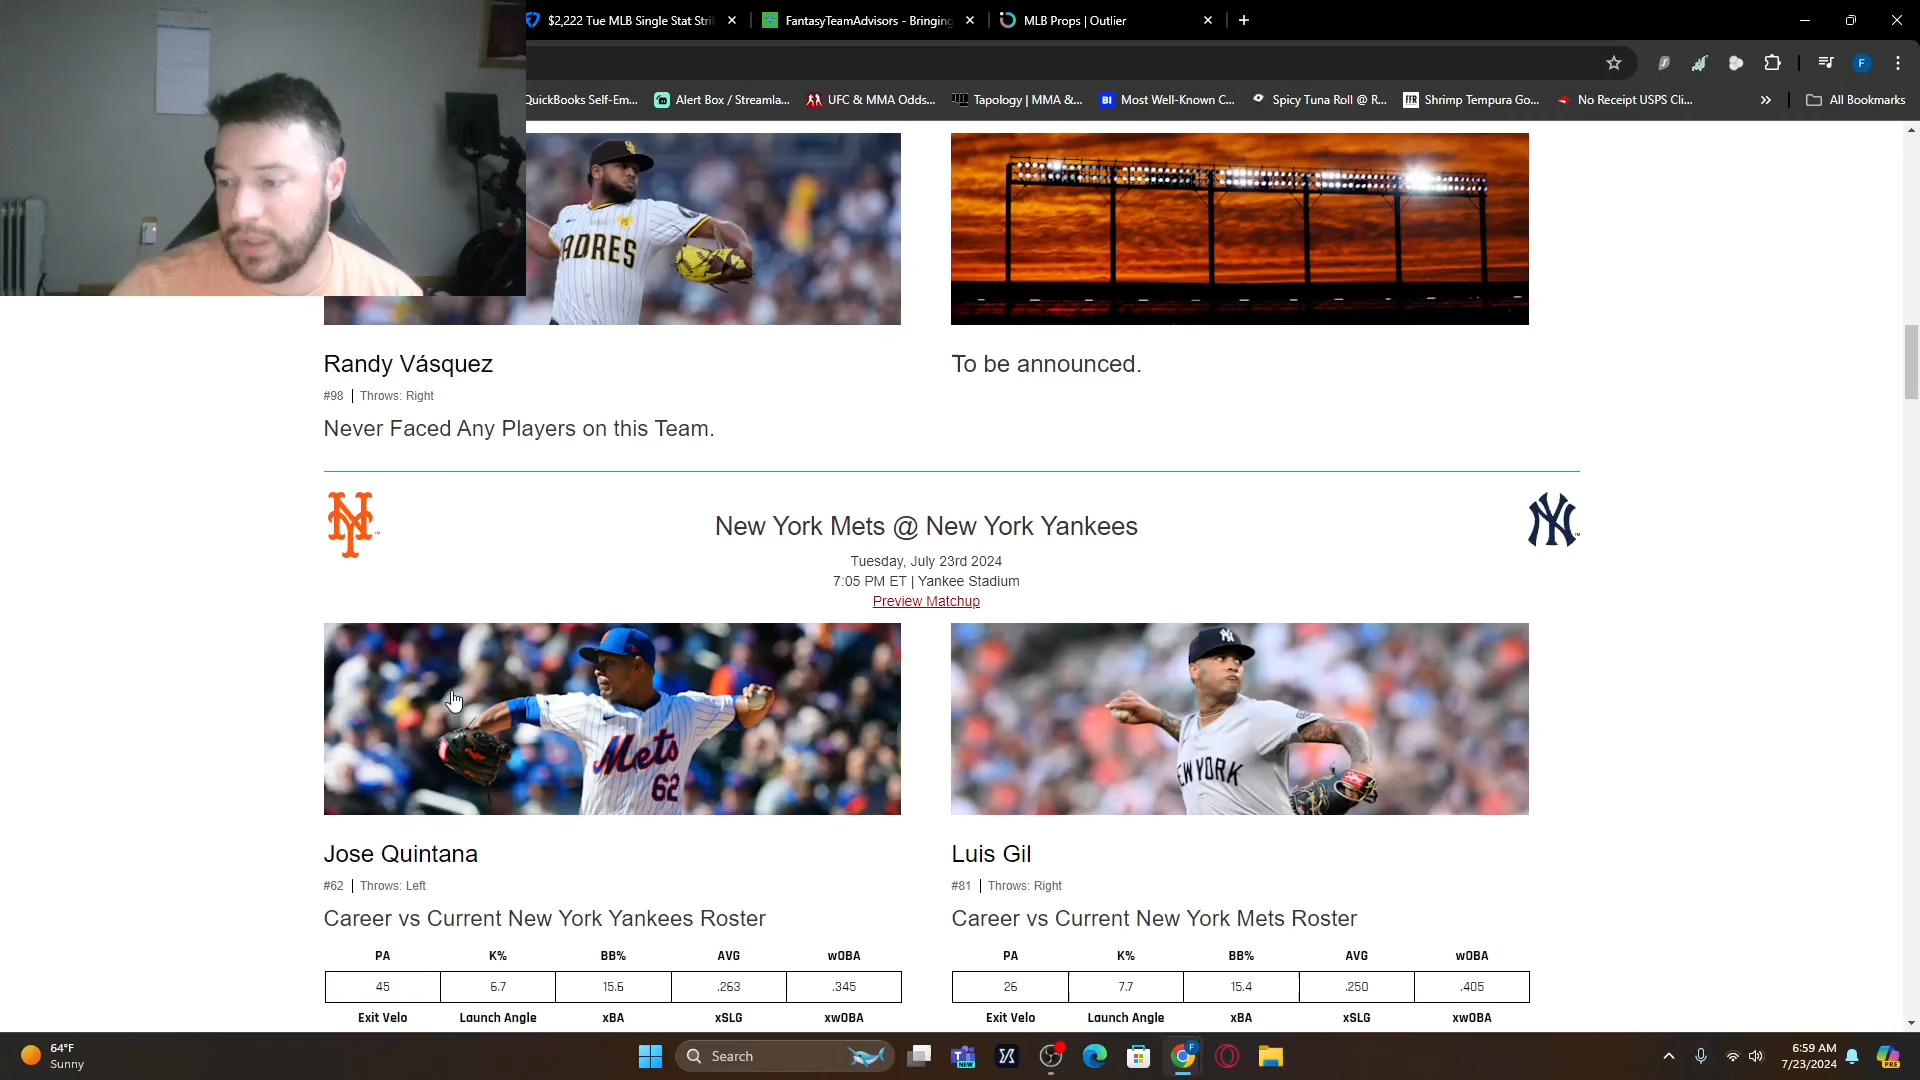 $2,222 Tue MLB Single Stat Stri
FantasyTeamAdvisors - Bringing
MLB Props | Outlier
F
QuickBooks Self-Em...
Alert Box / Streamla...
UFC & MMA Odds...
Tapology | MMA &...
BI Most Well-Known C...
Spicy Tuna Roll @ R...
FFR Shrimp Tempura Go...
No Receipt USPS Cli...
All Bookmarks
PADRES
Randy Vásquez
#98 | Throws: Right
Never Faced Any Players on this Team.
To be announced.
NY
New York Mets @ New York Yankees
Tuesday, July 23rd 2024
7:05 PM ET | Yankee Stadium
Preview Matchup
NY
Mets
62
NEW YORK
Jose Quintana
#62 | Throws: Left
Career vs Current New York Yankees Roster
PA K% BB% AVG wOBA
45 6.7 15.6 .263 .345
Exit Velo Launch Angle xBA xSLG xwOBA
Luis Gil
#81 | Throws: Right
Career vs Current New York Mets Roster
PA K% BB% AVG wOBA
26 7.7 15.4 .250 .405
Exit Velo Launch Angle xBA xSLG xwOBA
64°F
Sunny
Search
NEW
F
6:59 AM
7/23/2024
PRE